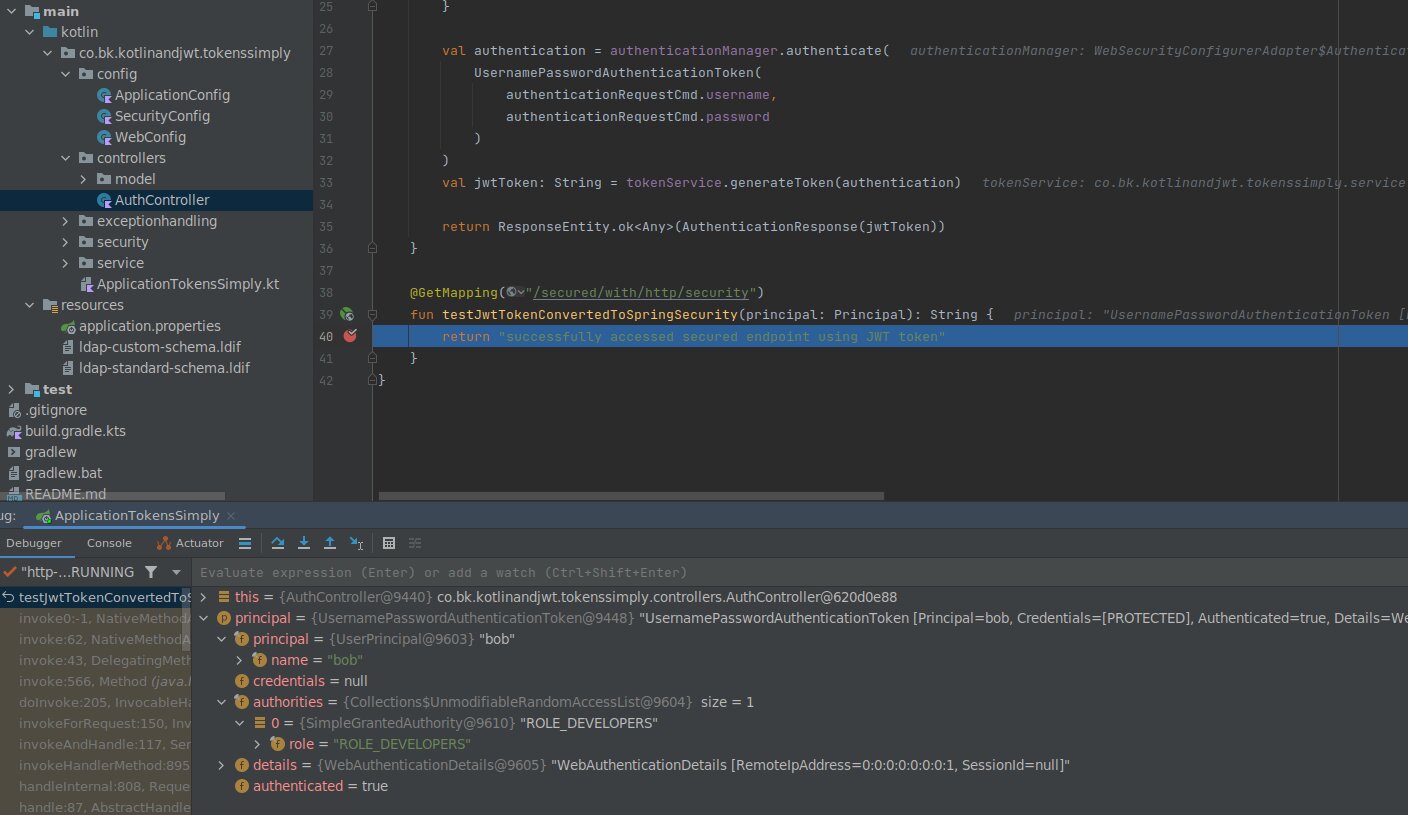 main
kotlin
co.bk.kotlinandjwt.tokenssimply
config
ApplicationConfig
SecurityConfig
WebConfig
controllers
model
AuthController
exceptionhandling
security
service
ApplicationTokensSimply.kt
resources
application.properties
ldap-custom-schema.ldif
ldap-standard-schema.ldif
test
.gitignore
build.gradle.kts
gradlew
gradlew.bat
README.md
25 }
26
27 val authentication = authenticationManager.authenticate( authenticationManager: WebSecurityConfigurerAdapter$Authentica
28 UsernamePasswordAuthenticationToken(
29 authenticationRequestCmd.username,
30 authenticationRequestCmd.password
31 )
32 )
33 val jwtToken: String = tokenService.generateToken(authentication) tokenService: co.bk.kotlinandjwt.tokenssimply.service
34
35 return ResponseEntity.ok<Any>(AuthenticationResponse(jwtToken))
36 }
37
38 @GetMapping("/secured/with/http/security")
39 fun testJwtTokenConvertedToSpringSecurity(principal: Principal): String { principal: "UsernamePasswordAuthenticationToken [
40 return "successfully accessed secured endpoint using JWT token"
41 }
42 }
ug: ApplicationTokensSimply ×
Debugger Console Actuator
"http-...RUNNING
Evaluate expression (Enter) or add a watch (Ctrl+Shift+Enter)
testJwtTokenConvertedToS
invoke0:-1, NativeMethodA
invoke:62, NativeMethodA
invoke:43, DelegatingMeth
invoke:566, Method (java.l
doInvoke:205, InvocableHa
invokeForRequest:150, Inv
invokeAndHandle:117, Ser
invokeHandlerMethod:895
handleInternal:808, Reque
handle:87, AbstractHandle
this = {AuthController@9440} co.bk.kotlinandjwt.tokenssimply.controllers.AuthController@620d0e88
principal = {UsernamePasswordAuthenticationToken@9448} "UsernamePasswordAuthenticationToken [Principal=bob, Credentials=[PROTECTED], Authenticated=true, Details=We
principal = {UserPrincipal@9603} "bob"
name = "bob"
credentials = null
authorities = {Collections$UnmodifiableRandomAccessList@9604} size = 1
0 = {SimpleGrantedAuthority@9610} "ROLE_DEVELOPERS"
role = "ROLE_DEVELOPERS"
details = {WebAuthenticationDetails@9605} "WebAuthenticationDetails [RemoteIpAddress=0:0:0:0:0:0:0:1, SessionId=null]"
authenticated = true